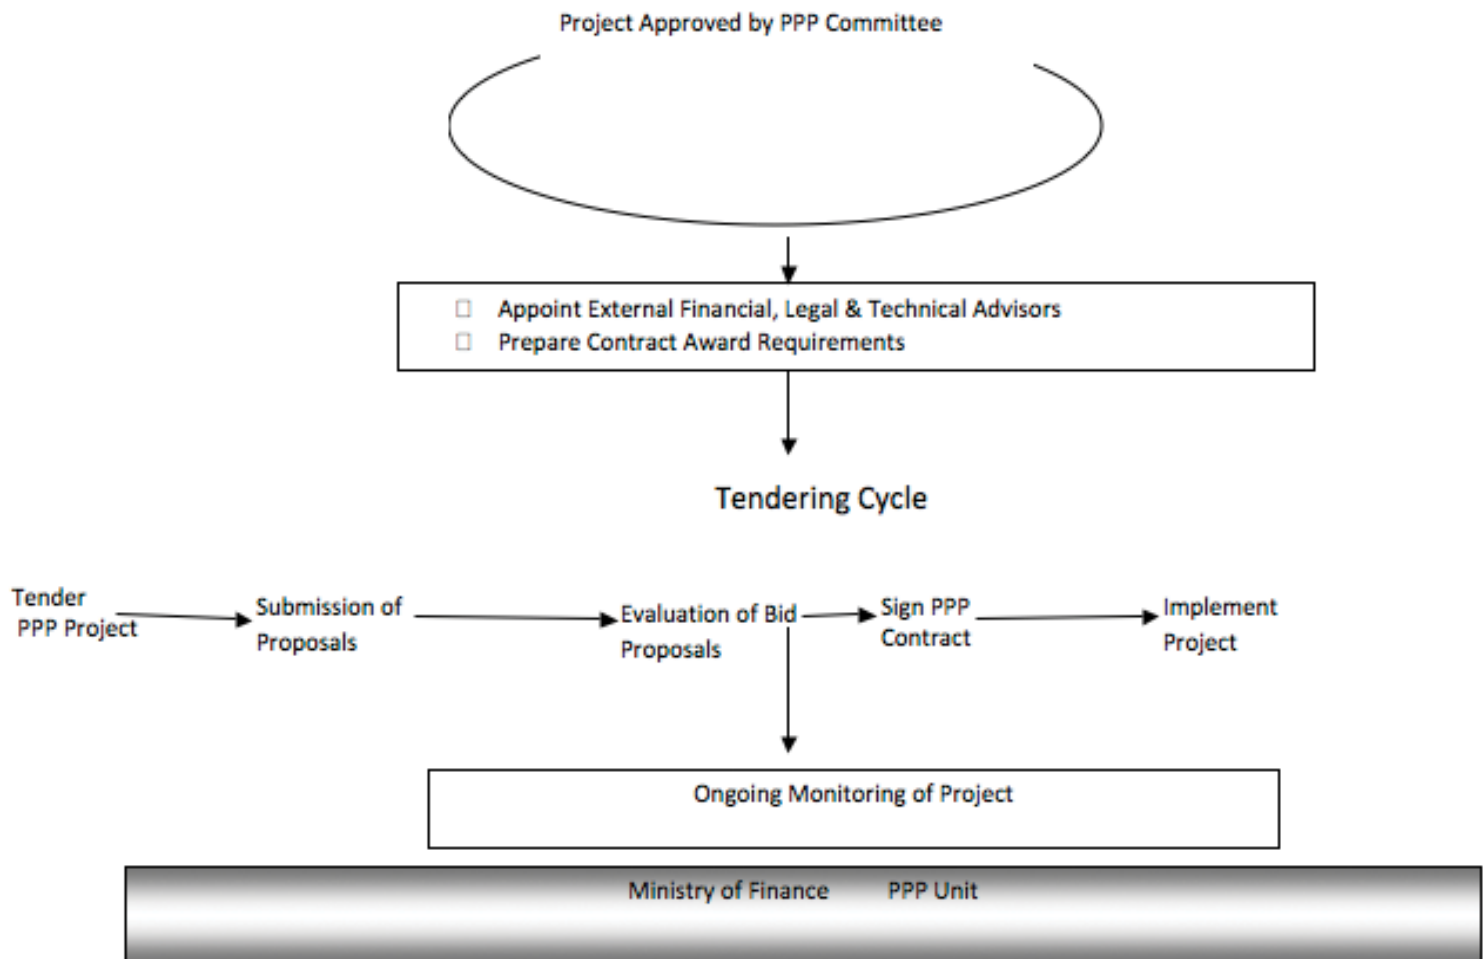 Project Approved by PPP Committee
Appoint External Financial, Legal & Technical Advisors
Prepare Contract Award Requirements
Tendering Cycle
Tender
PPP Project
Submission of
Proposals
Evaluation of Bid
Proposals
Sign PPP
Contract
Implement
Project
Ongoing Monitoring of Project
Ministry of Finance PPP Unit